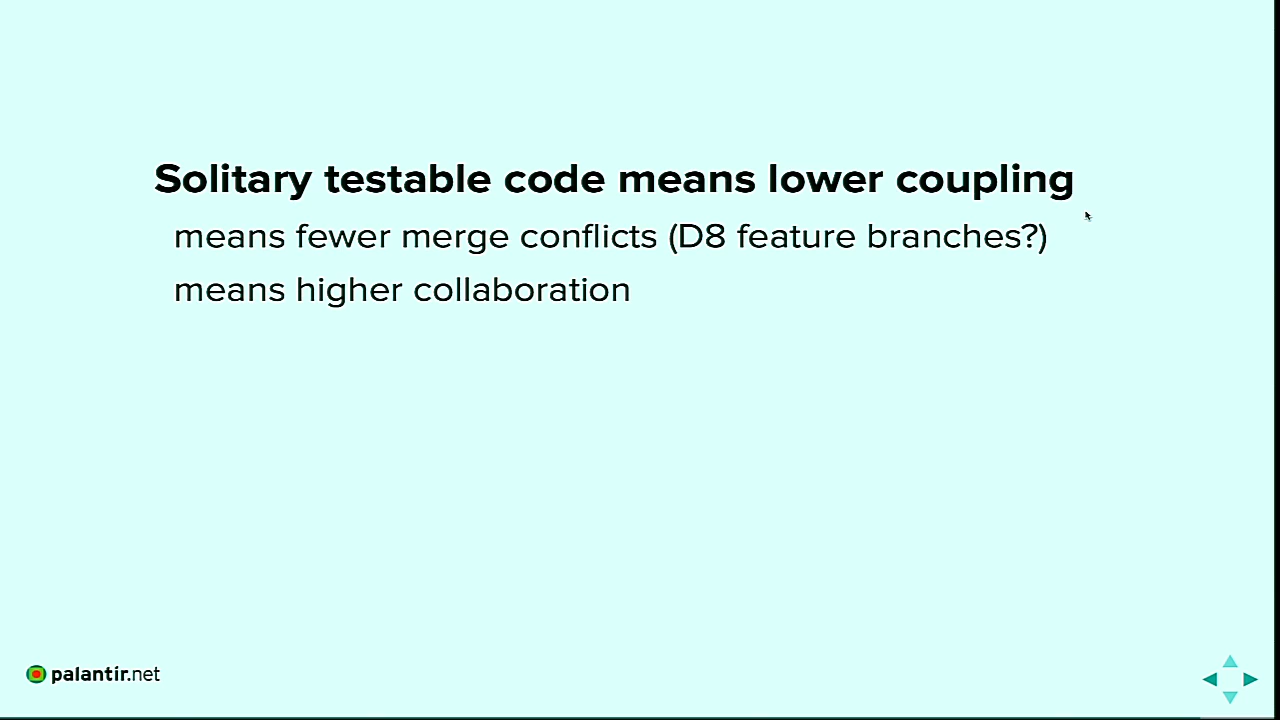 Solitary testable code means lower coupling
means fewer merge conflicts (D8 feature branches?)
means higher collaboration
palantir.net